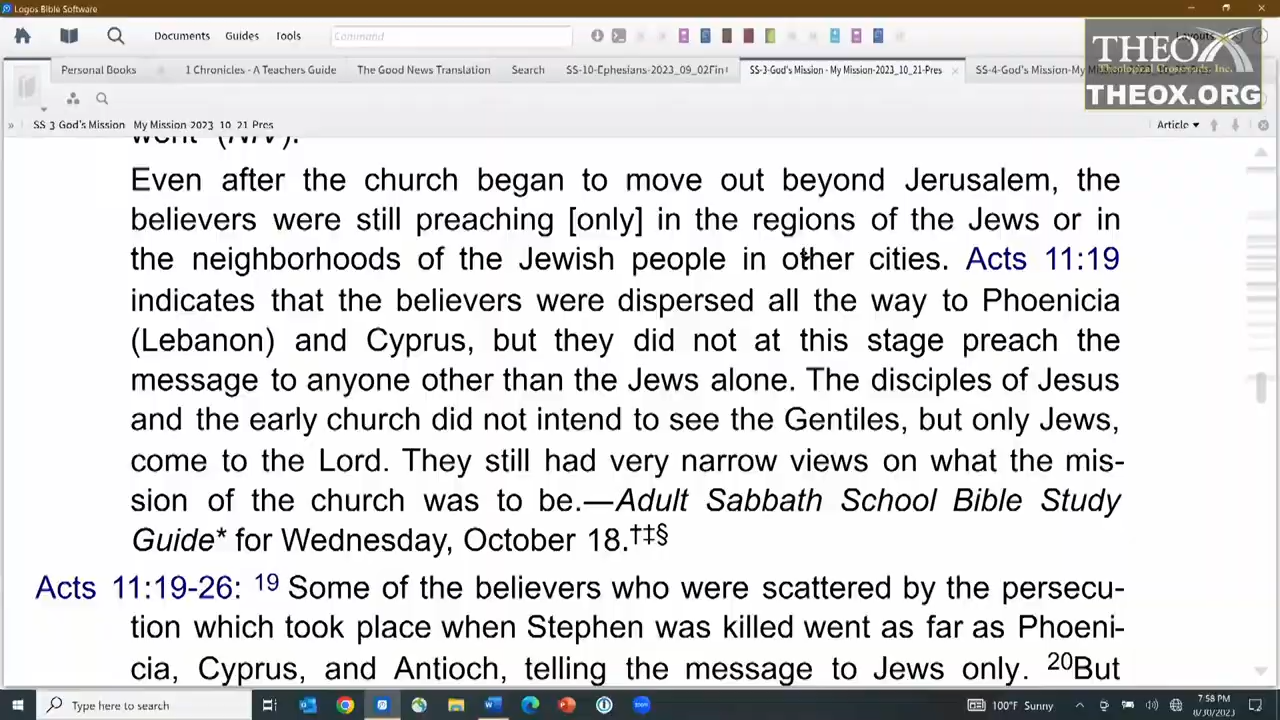 Logos Bible Software
Documents Guides Tools Command Layouts
THEOX
Theological Crossroads, Inc.
THEOX.ORG
Personal Books 1 Chronicles - A Teachers Guide The Good News Translation Search SS-10-Ephesians-2023_09_02Fin SS-3-God's Mission - My Mission-2023_10_21-Pres SS-4-God's Mission-My
SS-3-God's Mission - My Mission-2023_10_21-Pres Article
went" (NIV).
Even after the church began to move out beyond Jerusalem, the
believers were still preaching [only] in the regions of the Jews or in
the neighborhoods of the Jewish people in other cities. Acts 11:19
indicates that the believers were dispersed all the way to Phoenicia
(Lebanon) and Cyprus, but they did not at this stage preach the
message to anyone other than the Jews alone. The disciples of Jesus
and the early church did not intend to see the Gentiles, but only Jews,
come to the Lord. They still had very narrow views on what the mis-
sion of the church was to be.—Adult Sabbath School Bible Study
Guide* for Wednesday, October 18.†‡§
Acts 11:19-26: 19 Some of the believers who were scattered by the persecu-
tion which took place when Stephen was killed went as far as Phoeni-
cia, Cyprus, and Antioch, telling the message to Jews only. 20But
Type here to search 100°F Sunny 7:58 PM
8/30/2023